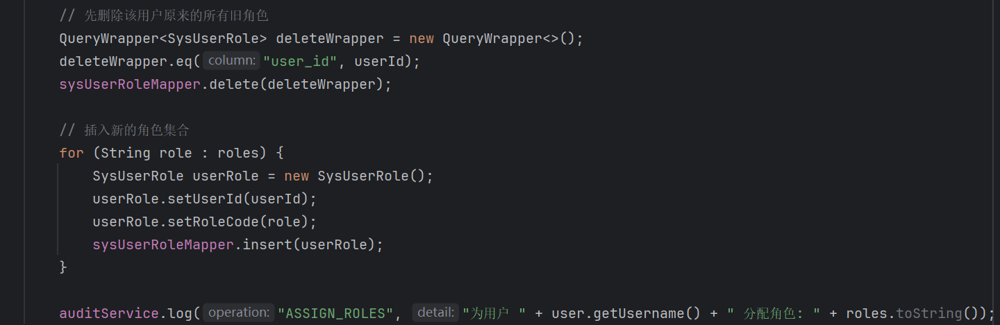 // 先删除该用户原来的所有旧角色
QueryWrapper<SysUserRole> deleteWrapper = new QueryWrapper<>();
deleteWrapper.eq( column: "user_id", userId);
sysUserRoleMapper.delete(deleteWrapper);
// 插入新的角色集合
for (String role : roles) {
SysUserRole userRole = new SysUserRole();
userRole.setUserId(userId);
userRole.setRoleCode(role);
sysUserRoleMapper.insert(userRole);
}
auditService.log( operation: "ASSIGN_ROLES", detail: "为用户 " + user.getUsername() + " 分配角色: " + roles.toString());